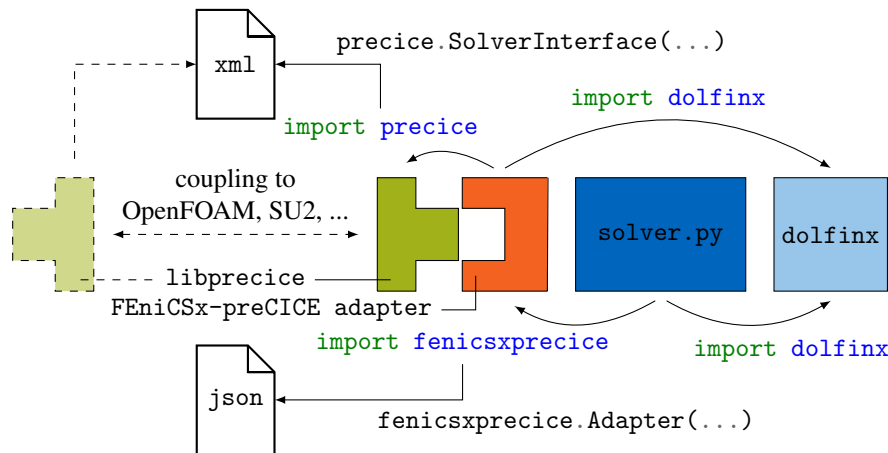 precice.SolverInterface(...)
xml
import dolfinx
import precice
coupling to
OpenFOAM, SU2, ...
solver.py
dolfinx
libprecice
FEniCSx-preCICE adapter
import fenicsxprecice
import dolfinx
json
fenicsxprecice.Adapter(...)